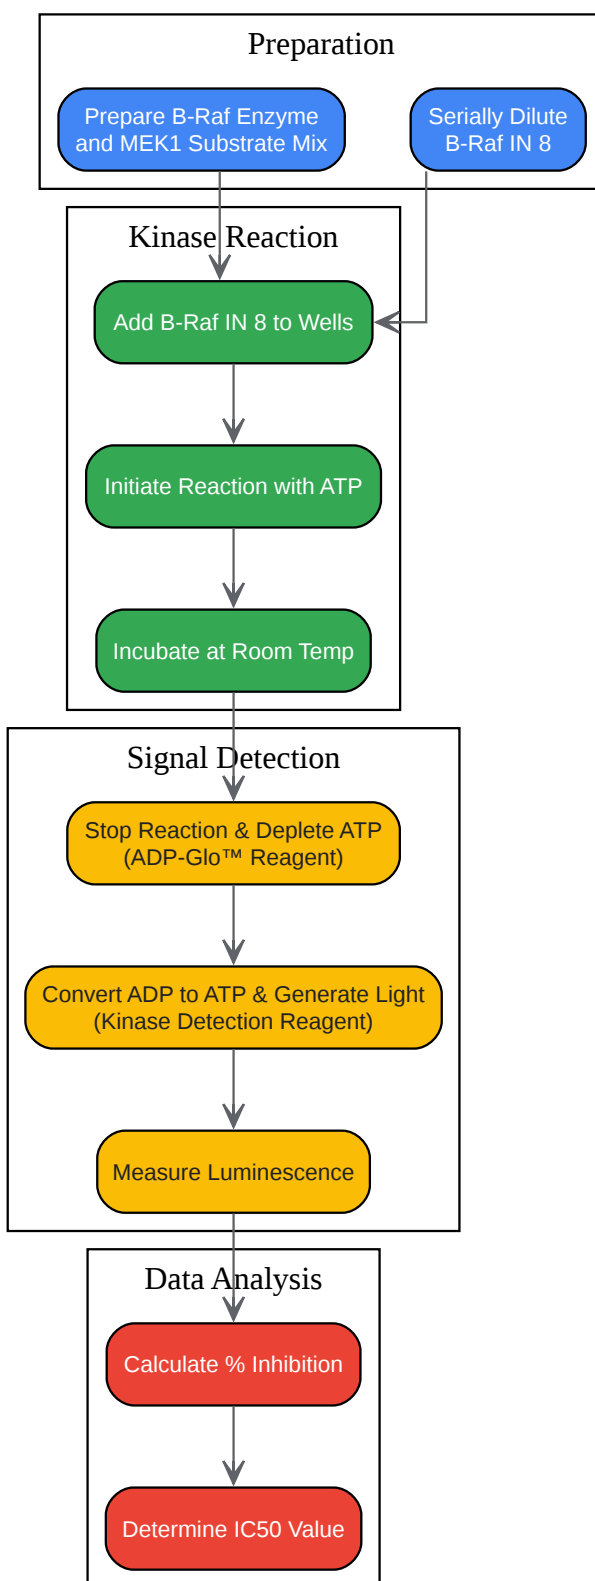 Preparation
Prepare B-Raf Enzyme
and MEK1 Substrate Mix
Serially Dilute
B-Raf IN 8
Kinase Reaction
Add B-Raf IN 8 to Wells
Initiate Reaction with ATP
Incubate at Room Temp
Signal Detection
Stop Reaction & Deplete ATP
(ADP-Glo™ Reagent)
Convert ADP to ATP & Generate Light
(Kinase Detection Reagent)
Measure Luminescence
Data Analysis
Calculate % Inhibition
Determine IC50 Value